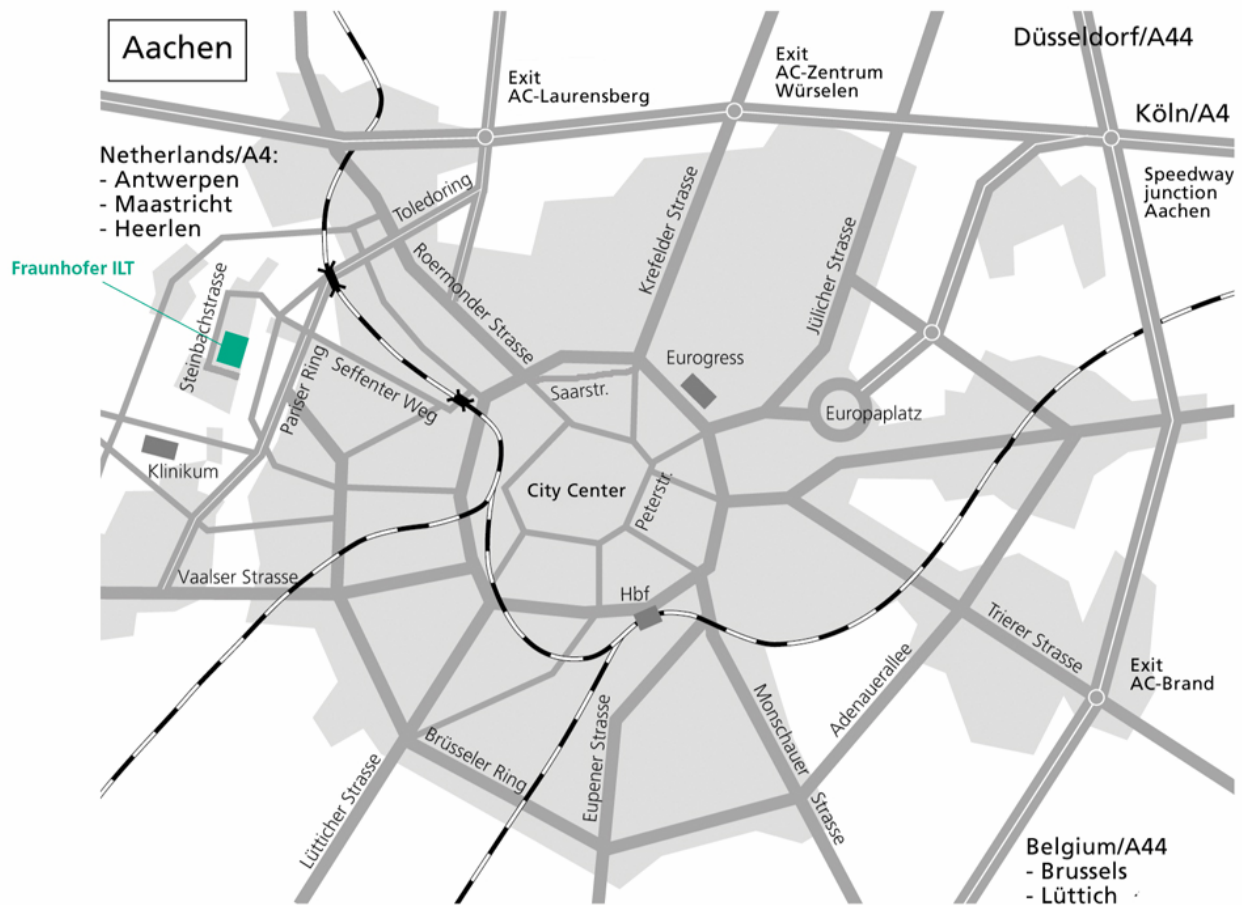 Aachen
Düsseldorf/A44
Exit
AC-Zentrum
Würselen
Exit
AC-Laurensberg
Köln/A4
Netherlands/A4:
- Antwerpen
- Maastricht
- Heerlen
Speedway
junction
Aachen
Toledoring
Krefelder Strasse
Jülicher Strasse
Fraunhofer ILT
Roermonder Strasse
Steinbachstrasse
Pariser Ring
Seffenter Weg
Saarstr.
Eurogress
Europaplatz
Klinikum
City Center
Peterstr.
Vaalser Strasse
Hbf
Trierer Strasse
Exit
AC-Brand
Adenauerallee
Monschauer
Strasse
Eupener Strasse
Brüsseler Ring
Lütticher Strasse
Belgium/A44
- Brussels
- Lüttich